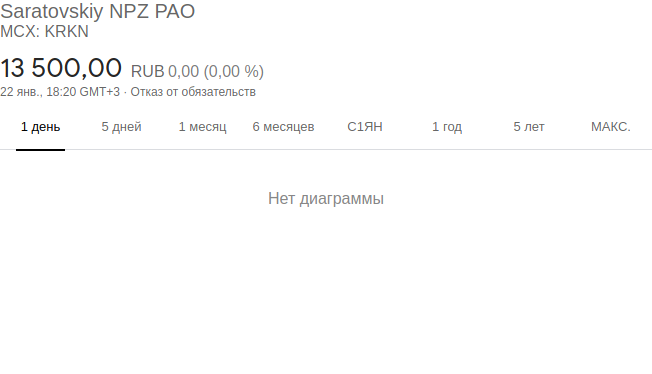 Saratovskiy NPZ PAO
MCX: KRKN
13 500,00 RUB 0,00 (0,00 %)
22 янв., 18:20 GMT+3 · Отказ от обязательств
1 день 5 дней 1 месяц 6 месяцев С1ЯН 1 год 5 лет МАКС.
Нет диаграммы